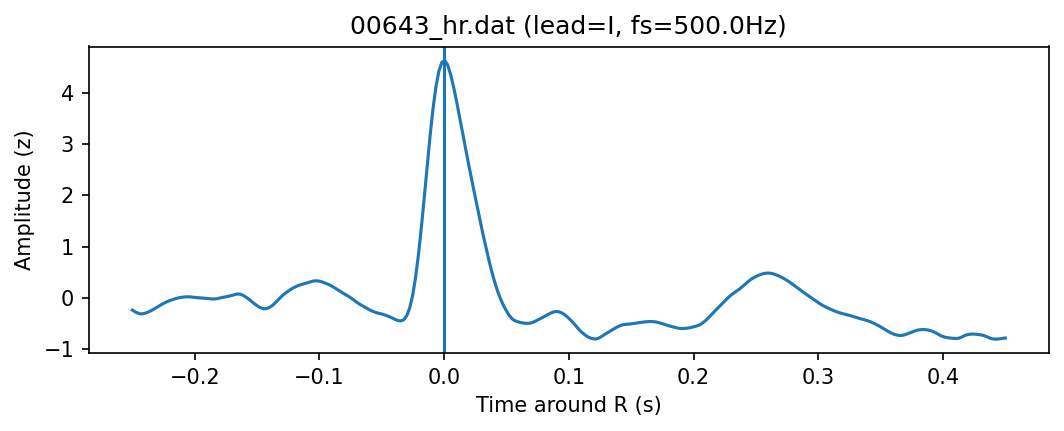 00643_hr.dat (lead=I, fs=500.0Hz)
Amplitude (z)
4
3
2
1
0
−1
−0.2 −0.1 0.0 0.1 0.2 0.3 0.4
Time around R (s)